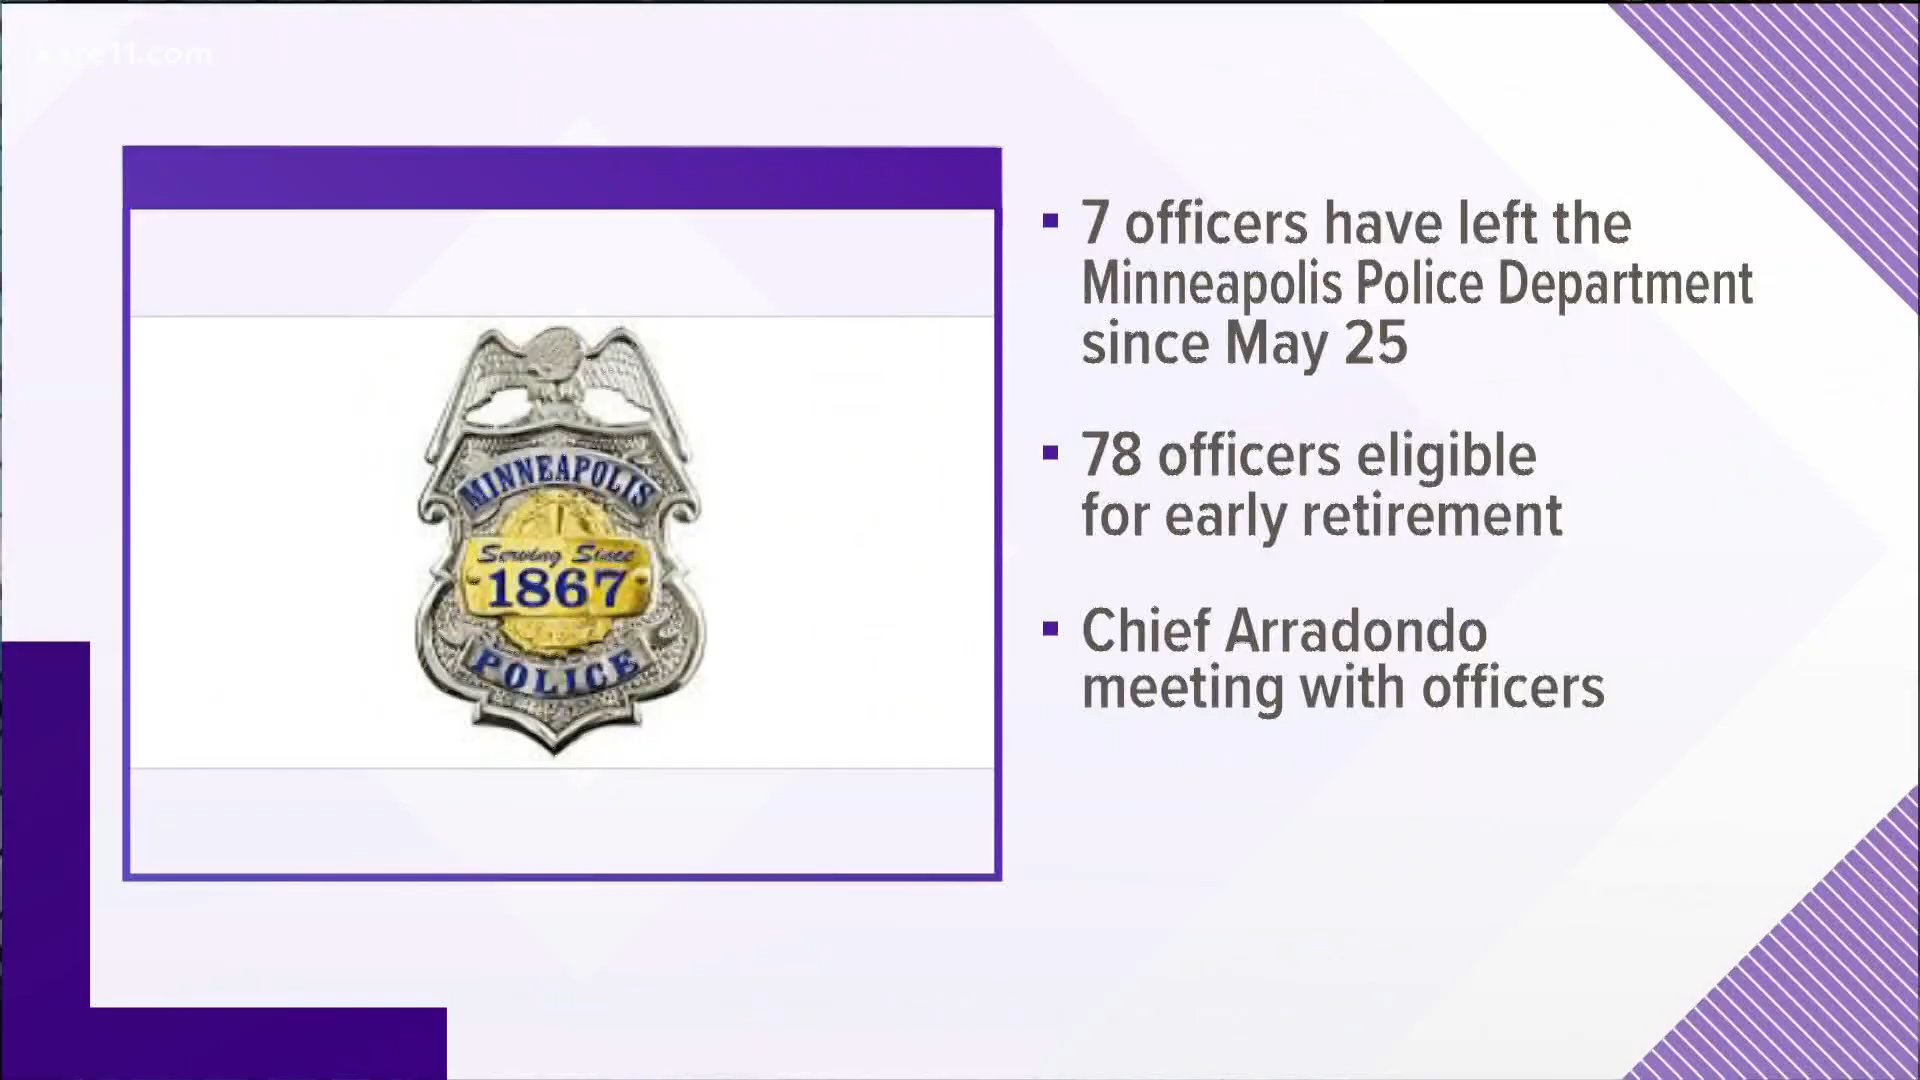 kare11.com
7 officers have left the
Minneapolis Police Department
since May 25
78 officers eligible
for early retirement
Chief Arradondo
meeting with officers
MINNEAPOLIS
Serving Since
1867
POLICE